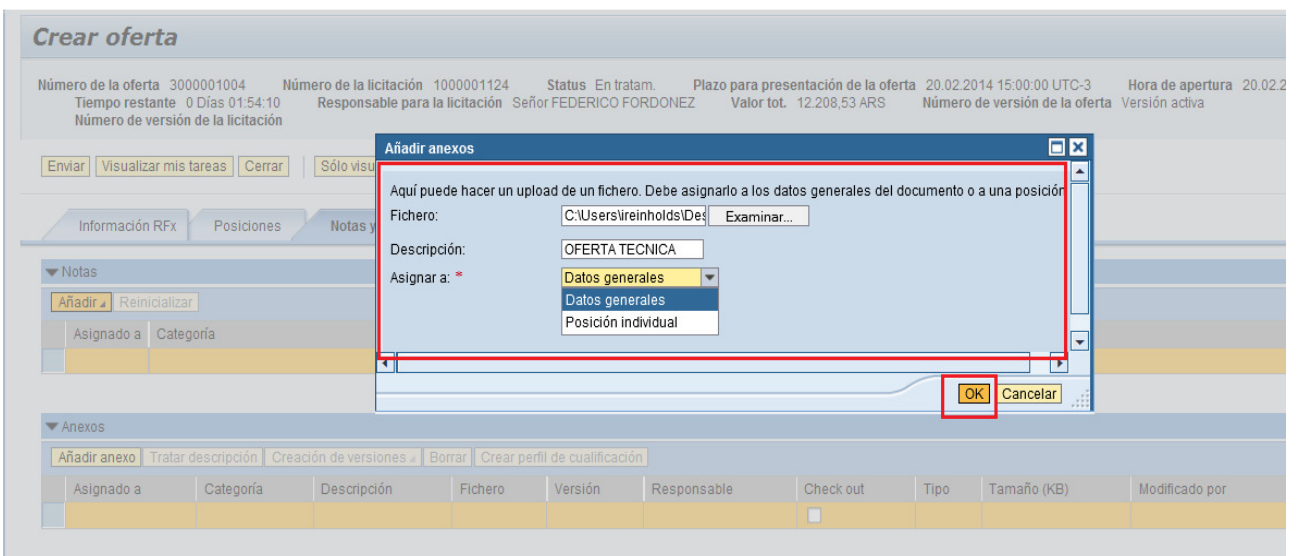 Crear oferta
Número de la oferta 3000001004 Número de la licitación 1000001124 Status En tratam. Plazo para presentación de la oferta 20.02.2014 15:00:00 UTC-3 Hora de apertura 20.02.2
Tiempo restante 0 Días 01:54:10 Responsable para la licitación Señor FEDERICO FORDONEZ Valor tot. 12.208,53 ARS Número de versión de la oferta Versión activa
Número de versión de la licitación
Añadir anexos
Enviar Visualizar mis tareas Cerrar Sólo visu
Aquí puede hacer un upload de un fichero. Debe asignarlo a los datos generales del documento o a una posición
Fichero: C:\Users\ireinholds\Des Examinar...
Información RFx Posiciones Notas y
Descripción: OFERTA TECNICA
Asignar a: * Datos generales
Datos generales
Posición individual
Notas
Añadir Reinicializar
Asignado a Categoría
OK Cancelar
Anexos
Añadir anexo Tratar descripción Creación de versiones Borrar Crear perfil de cualificación
Asignado a Categoría Descripción Fichero Versión Responsable Check out Tipo Tamaño (KB) Modificado por